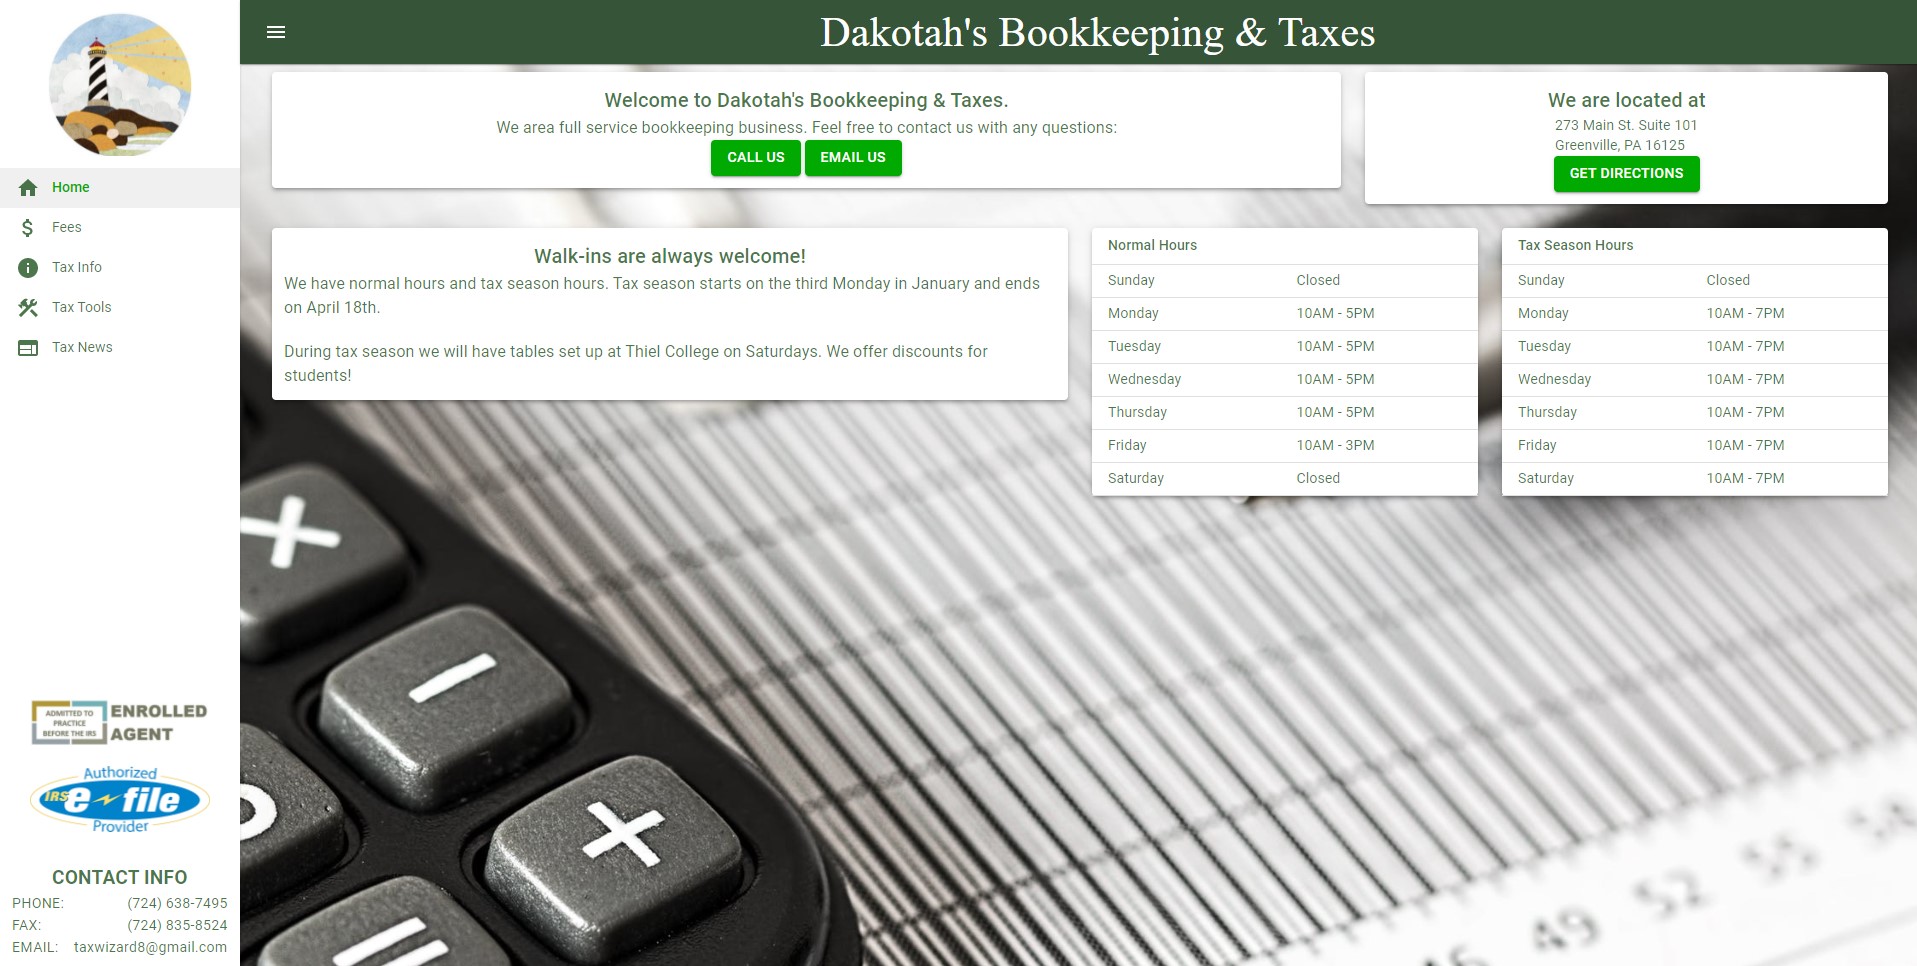 Dakotah's Bookkeeping & Taxes
Home
Fees
Tax Info
Tax Tools
Tax News
ADMITTED TO
PRACTICE
BEFORE THE IRS
ENROLLED
AGENT
Authorized
IRS e file
Provider
CONTACT INFO
PHONE: (724) 638-7495
FAX: (724) 835-8524
EMAIL: taxwizard8@gmail.com
Welcome to Dakotah's Bookkeeping & Taxes.
We area full service bookkeeping business. Feel free to contact us with any questions:
CALL US EMAIL US
We are located at
273 Main St. Suite 101
Greenville, PA 16125
GET DIRECTIONS
Walk-ins are always welcome!
We have normal hours and tax season hours. Tax season starts on the third Monday in January and ends
on April 18th.
During tax season we will have tables set up at Thiel College on Saturdays. We offer discounts for
students!
Normal Hours
Sunday Closed
Monday 10AM - 5PM
Tuesday 10AM - 5PM
Wednesday 10AM - 5PM
Thursday 10AM - 5PM
Friday 10AM - 3PM
Saturday Closed
Tax Season Hours
Sunday Closed
Monday 10AM - 7PM
Tuesday 10AM - 7PM
Wednesday 10AM - 7PM
Thursday 10AM - 7PM
Friday 10AM - 7PM
Saturday 10AM - 7PM
49 52 55